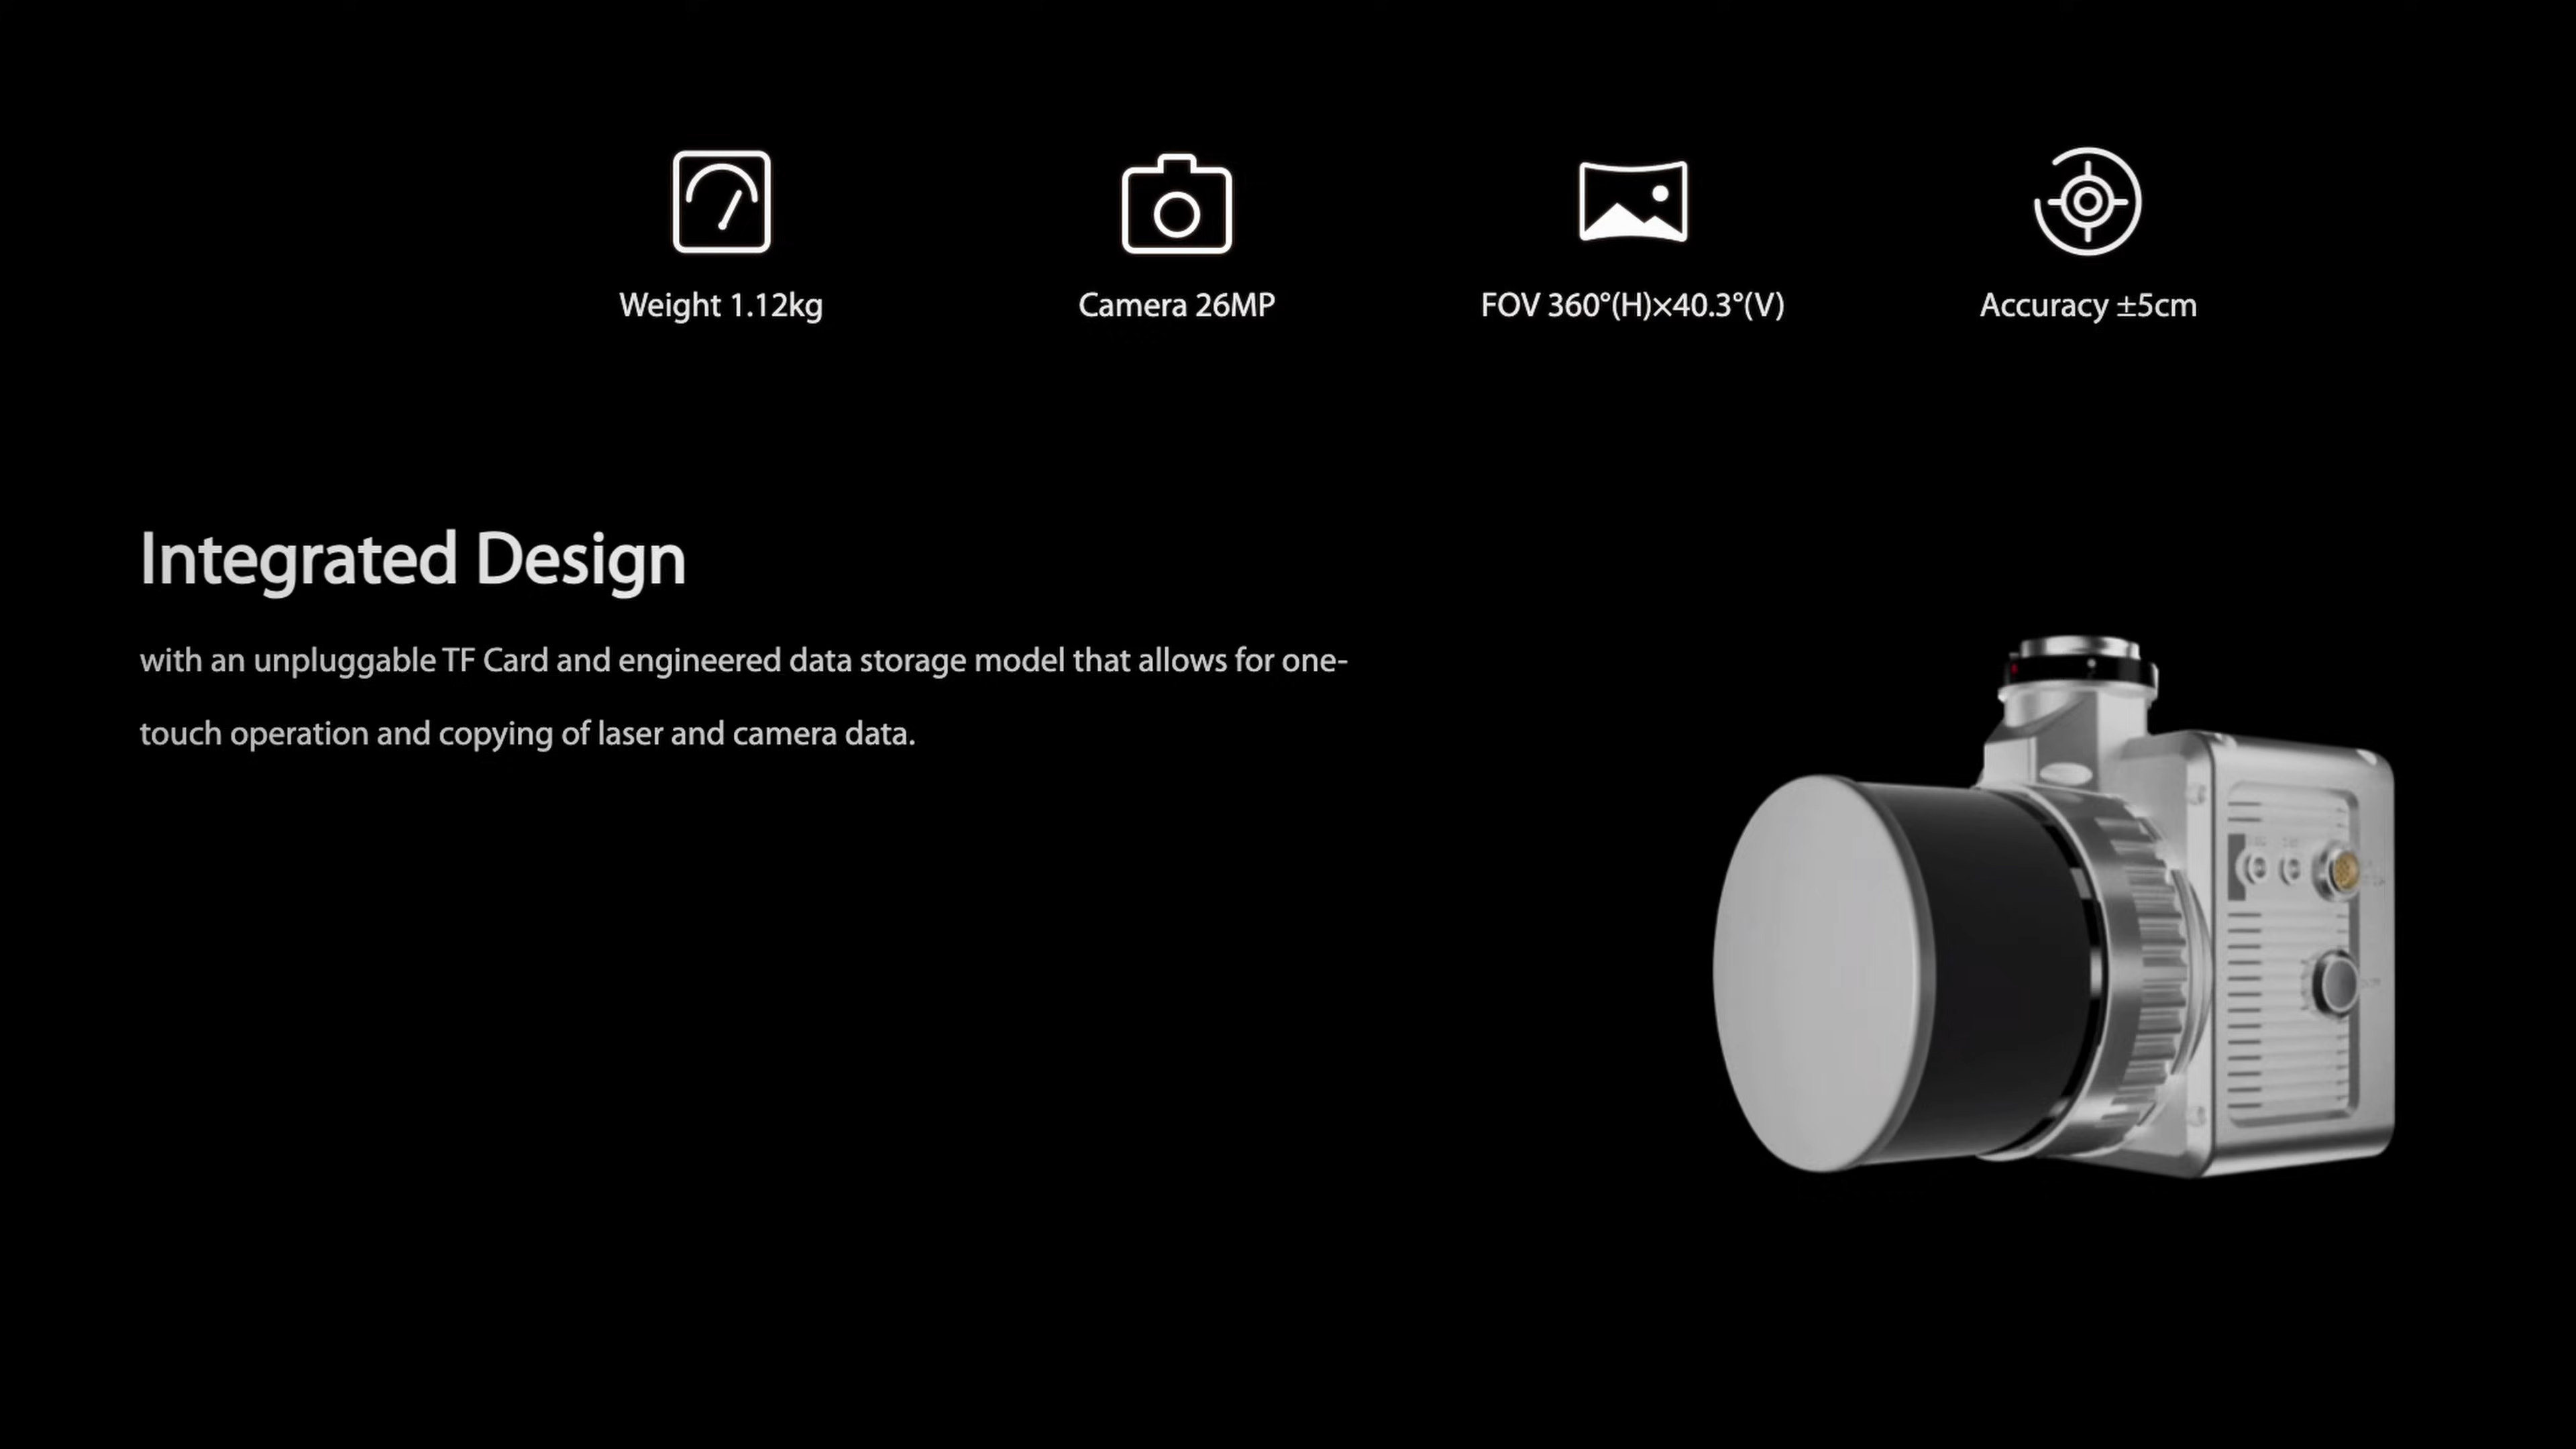 Weight 1.12kg
Camera 26MP
FOV 360°(H)×40.3°(V)
Accuracy ±5cm
Integrated Design
with an unpluggable TF Card and engineered data storage model that allows for one-
touch operation and copying of laser and camera data.